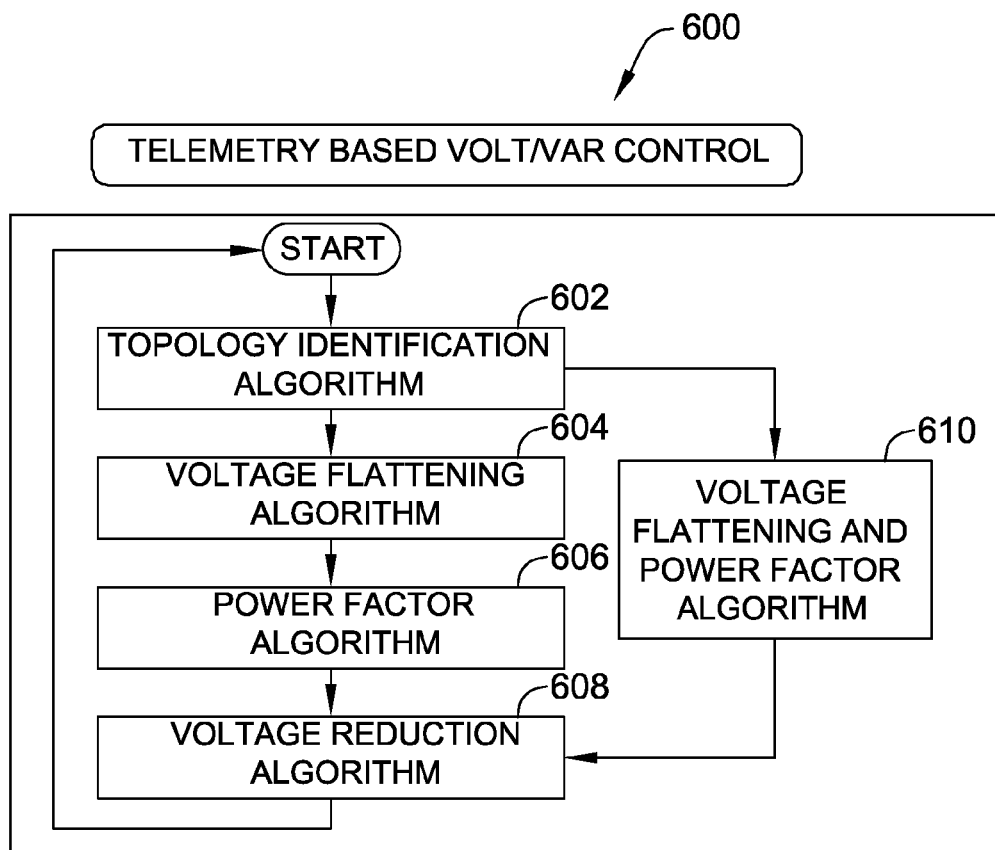 600
TELEMETRY BASED VOLT/VAR CONTROL
START
602
TOPOLOGY IDENTIFICATION
ALGORITHM
604
VOLTAGE FLATTENING
ALGORITHM
606
POWER FACTOR
ALGORITHM
608
VOLTAGE REDUCTION
ALGORITHM
610
VOLTAGE
FLATTENING AND
POWER FACTOR
ALGORITHM